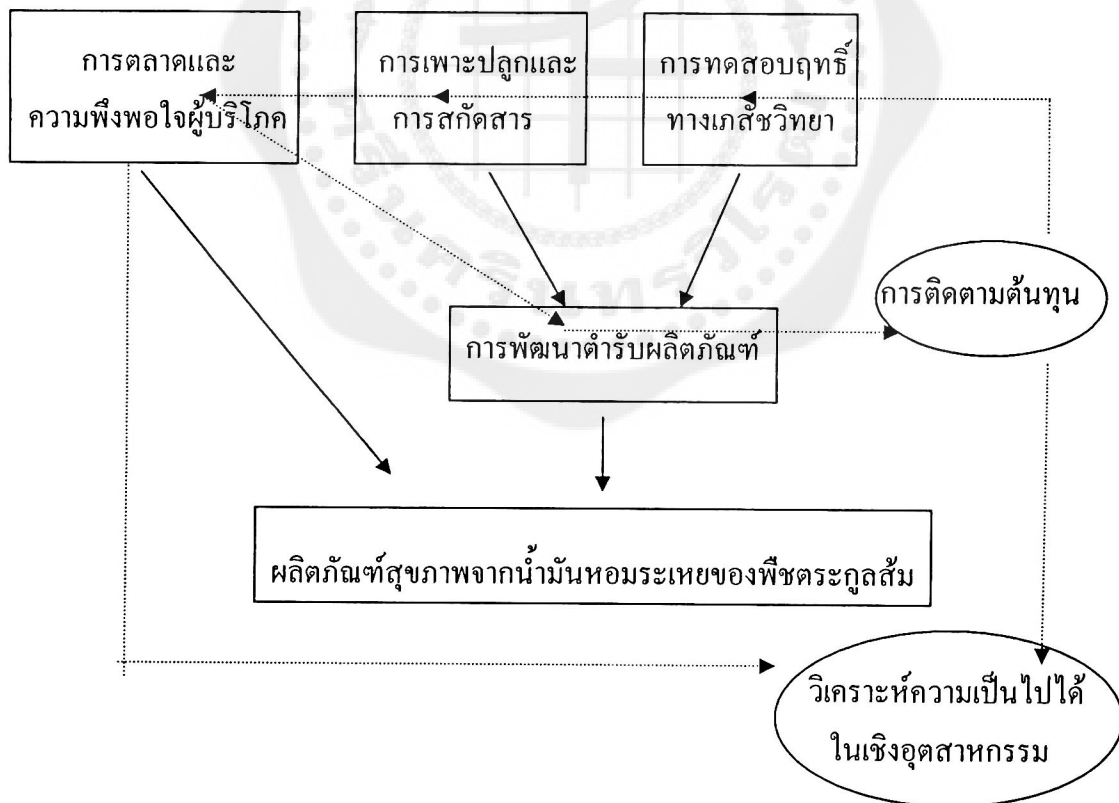 การตลาดและ
ความพึงพอใจผู้บริโภค
การเพาะปลูกและ
การสกัดสาร
การทดสอบฤทธิ์
ทางเภสัชวิทยา
การติดตามต้นทุน
การพัฒนาตำรับผลิตภัณฑ์
ผลิตภัณฑ์สุขภาพจากน้ำมันหอมระเหยของพืชตระกูลส้ม
วิเคราะห์ความเป็นไปได้
ในเชิงอุตสาหกรรม